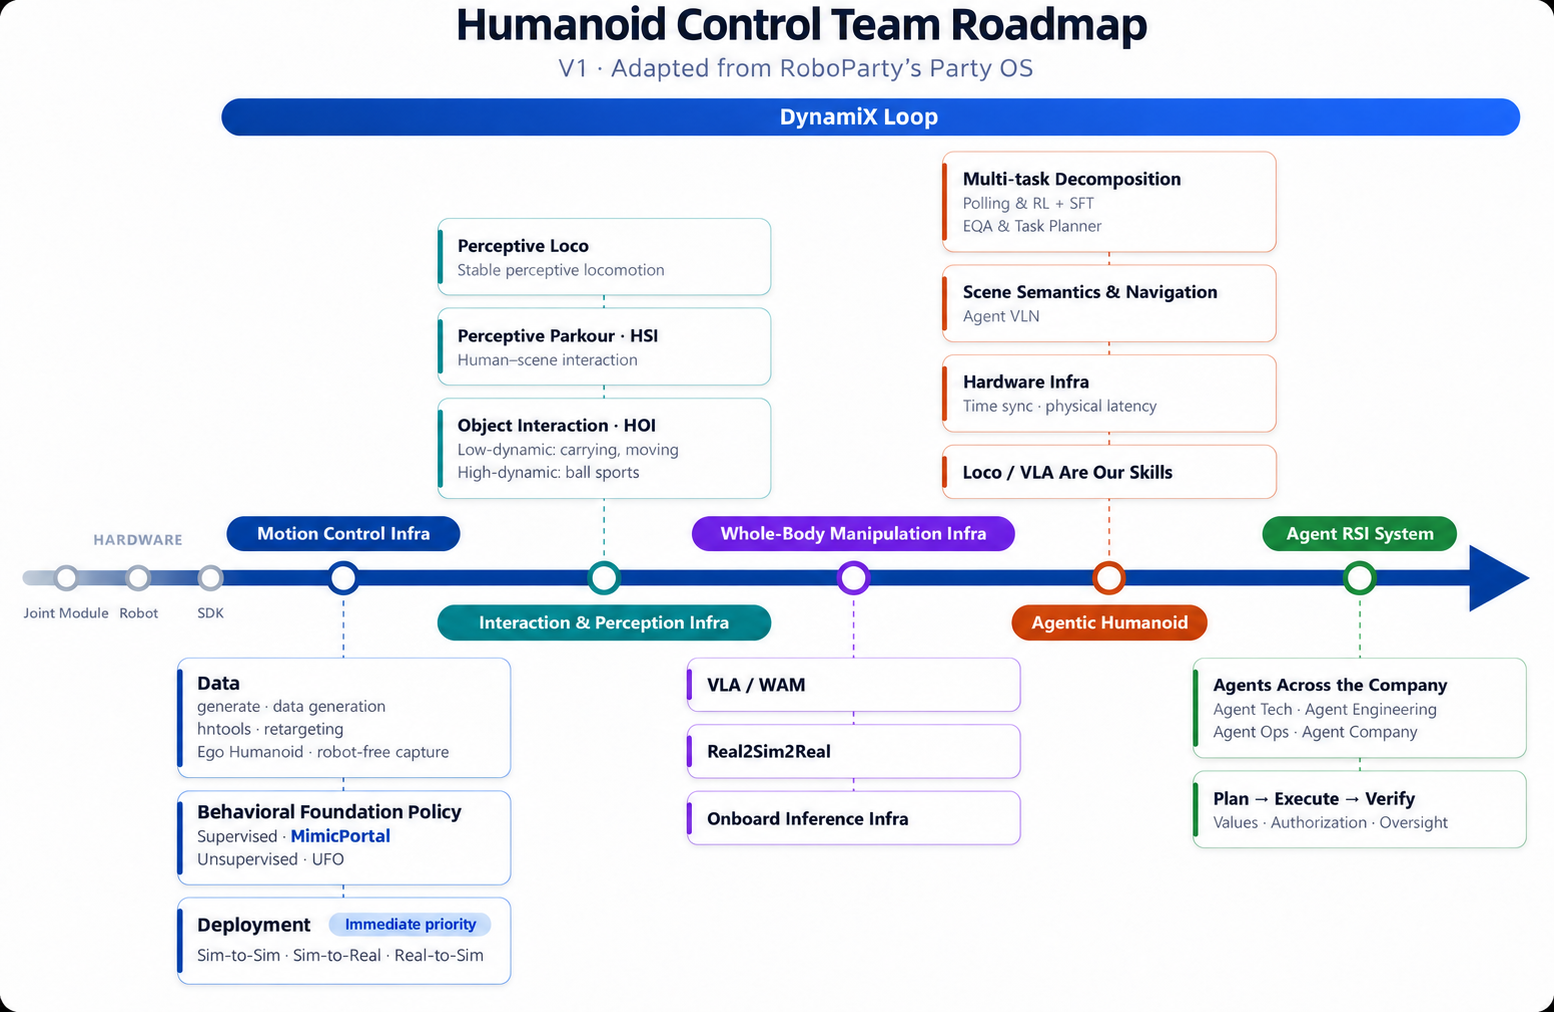 Humanoid Control Team Roadmap
V1 · Adapted from RoboParty’s Party OS
DynamiX Loop
Perceptive Loco
Stable perceptive locomotion
Perceptive Parkour · HSI
Human–scene interaction
Object Interaction · HOI
Low-dynamic: carrying, moving
High-dynamic: ball sports
Multi-task Decomposition
Polling & RL + SFT
EQA & Task Planner
Scene Semantics & Navigation
Agent VLN
Hardware Infra
Time sync · physical latency
Loco / VLA Are Our Skills
HARDWARE
Motion Control Infra
Whole-Body Manipulation Infra
Agent RSI System
Joint Module
Robot
SDK
Interaction & Perception Infra
Agentic Humanoid
Data
generate · data generation
hntools · retargeting
Ego Humanoid · robot-free capture
Behavioral Foundation Policy
Supervised · MimicPortal
Unsupervised · UFO
Deployment Immediate priority
Sim-to-Sim · Sim-to-Real · Real-to-Sim
VLA / WAM
Real2Sim2Real
Onboard Inference Infra
Agents Across the Company
Agent Tech · Agent Engineering
Agent Ops · Agent Company
Plan → Execute → Verify
Values · Authorization · Oversight